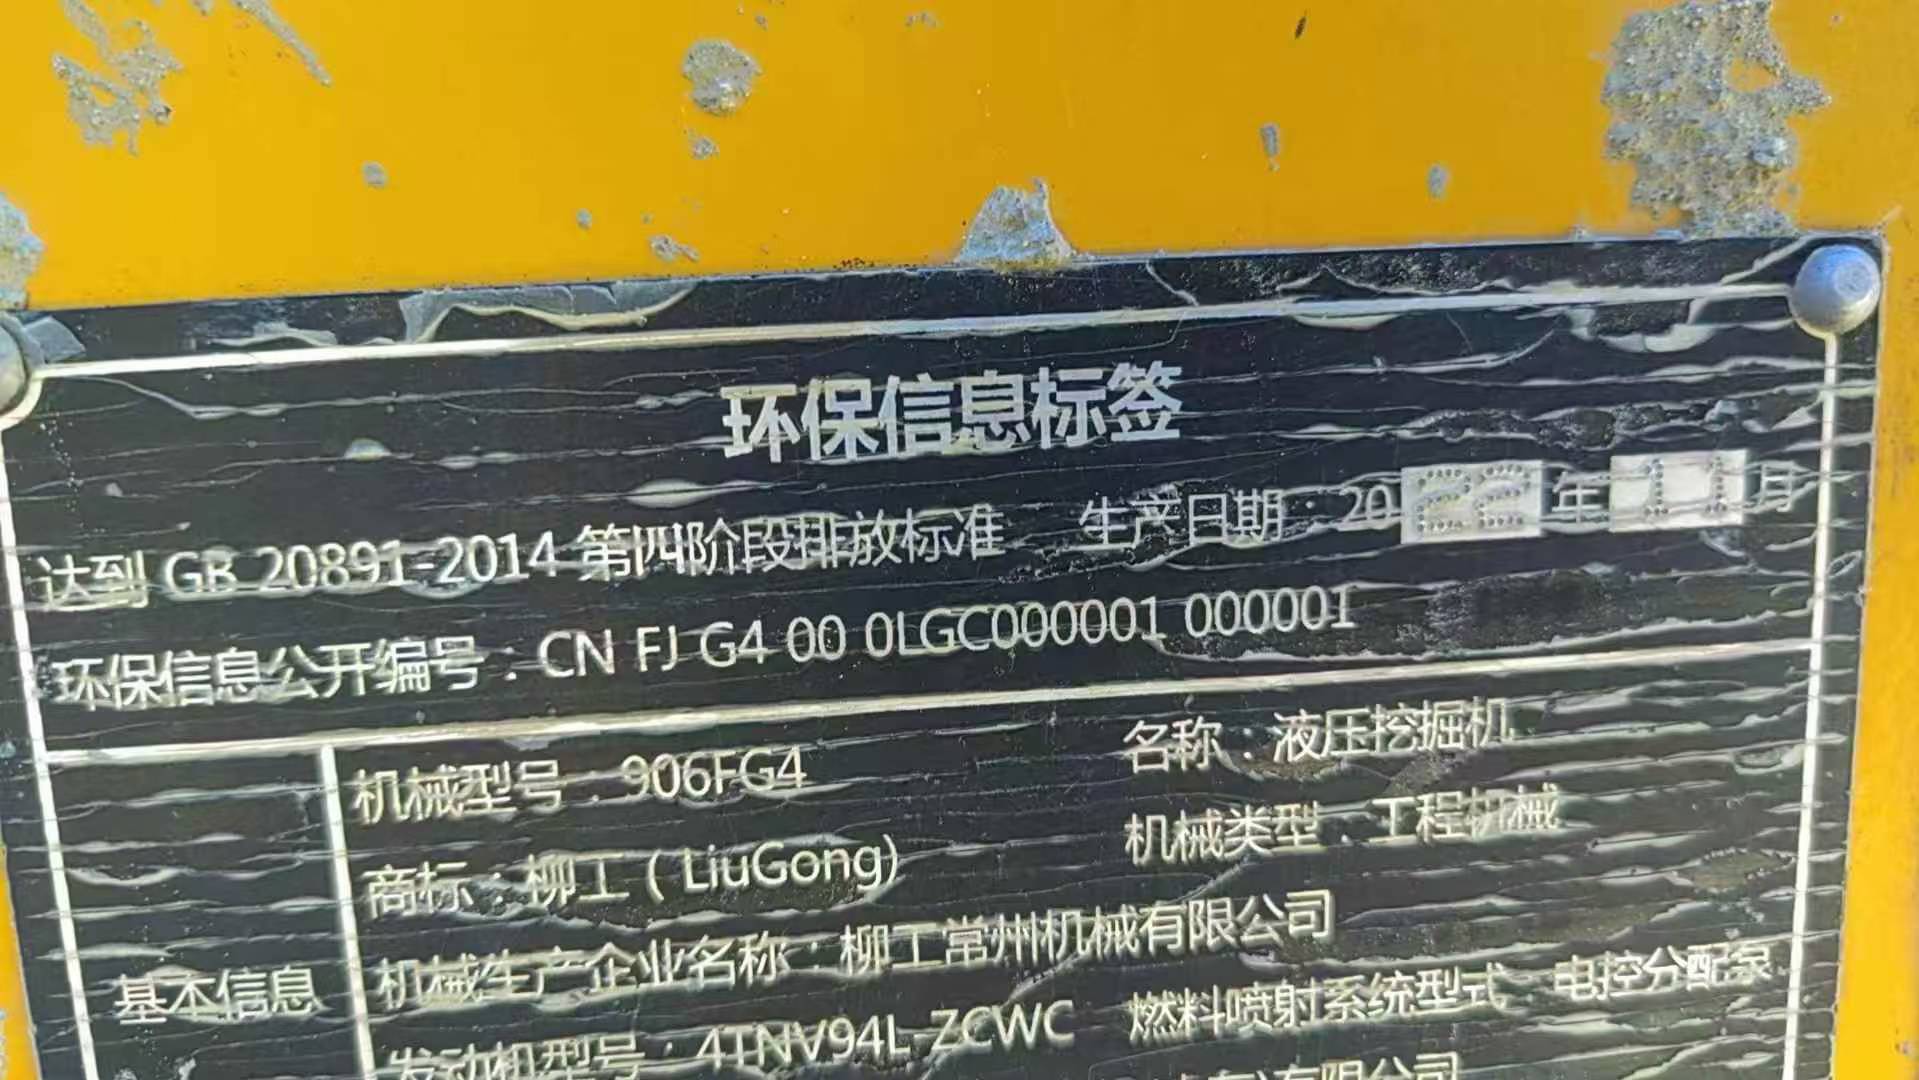 环保信息标签
达到 GB 20891-2014 第四阶段排放标准 生产日期：2022年11月
环保信息公开编号：CN FJ G4 00 0LGC000001 000001
机械型号：906FG4 名称：液压挖掘机
商标：柳工（LiuGong) 机械类型：工程机械
基本信息
机械生产企业名称：柳工常州机械有限公司
发动机型号：4TNV94L-ZCWC 燃料喷射系统型式：电控分配泵
有限公司